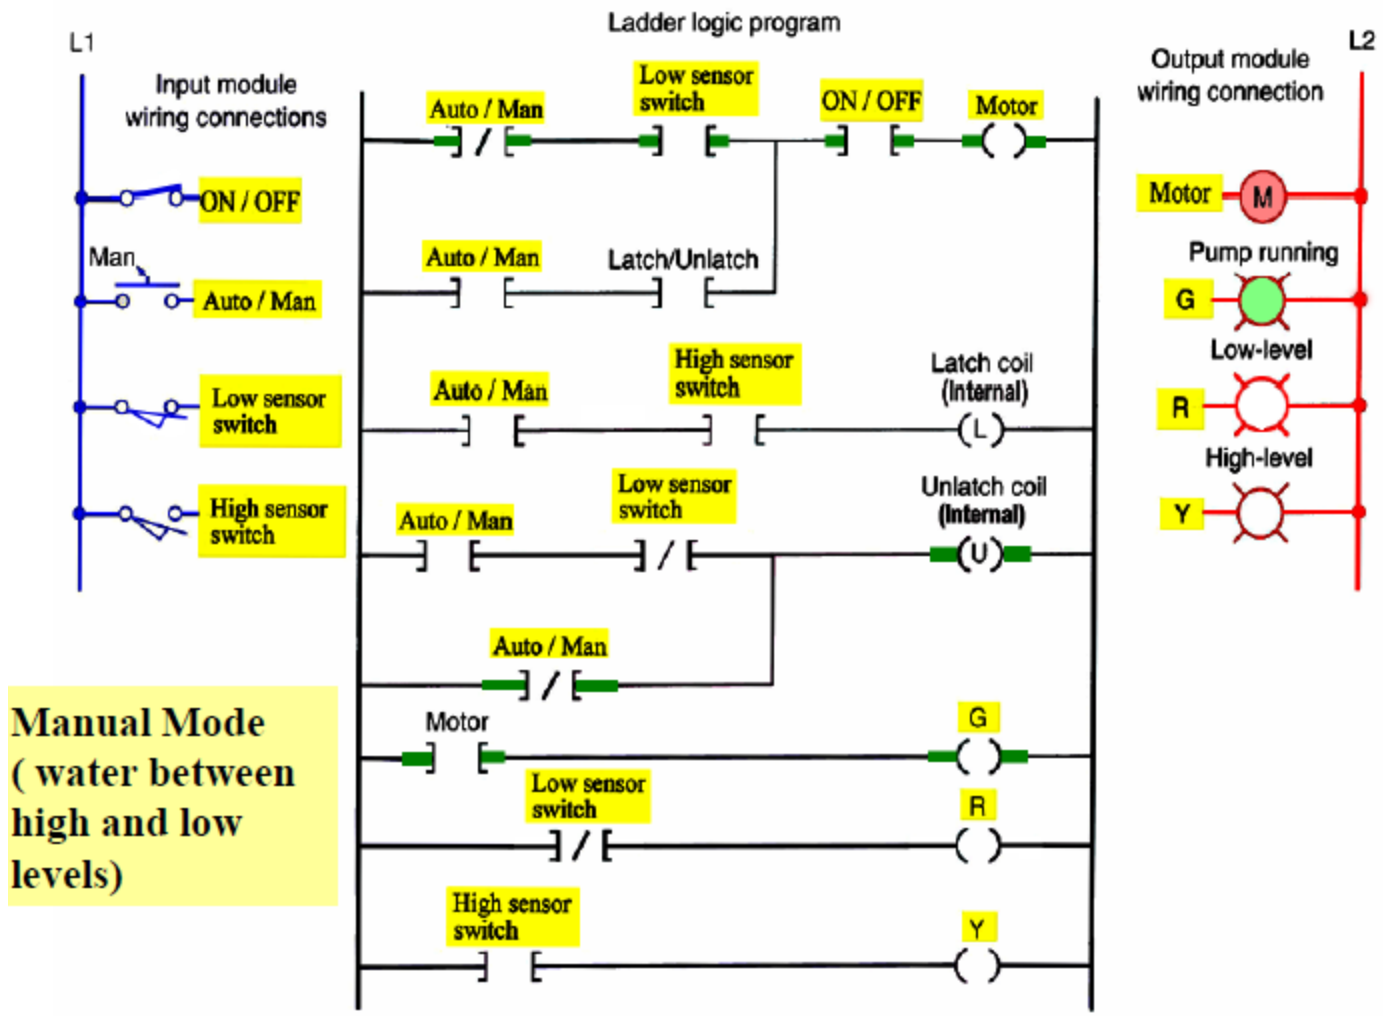 Ladder logic program
L1
Input module
wiring connections
ON / OFF
Man
Auto / Man
Low sensor
switch
High sensor
switch
Manual Mode
( water between
high and low
levels)
Auto / Man
Low sensor
switch
ON / OFF
Motor
Auto / Man
Latch/Unlatch
Auto / Man
High sensor
switch
Latch coil
(Internal)
L
Auto / Man
Low sensor
switch
Unlatch coil
(Internal)
U
Auto / Man
Motor
G
Low sensor
switch
R
High sensor
switch
Y
L2
Output module
wiring connection
Motor
M
Pump running
G
Low-level
R
High-level
Y